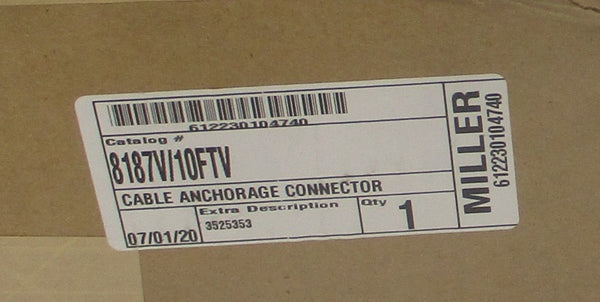 612230104740
Catalog #
8187V/10FTV
CABLE ANCHORAGE CONNECTOR
07/01/20
Extra Description
3525353
Qty
1
MILLER
612230104740